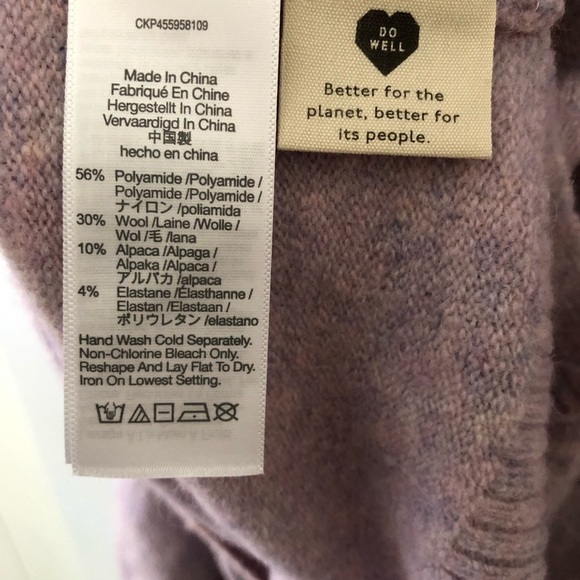 CKP455958109
Made In China
Fabriqué En Chine
Hergestellt In China
Vervaardigd In China
中国製
hecho en china
56% Polyamide /Polyamide /
Polyamide /Polyamide /
ナイロン /poliamida
30% Wool /Laine /Wolle /
Wol /毛 /lana
10% Alpaca /Alpaga /
Alpaka /Alpaca /
アルパカ /alpaca
4% Elastane /Élasthanne /
Elastan /Elastaan /
ポリウレタン /elastano
Hand Wash Cold Separately.
Non-Chlorine Bleach Only.
Reshape And Lay Flat To Dry.
Iron On Lowest Setting.
DO
WELL
Better for the
planet, better for
its people.